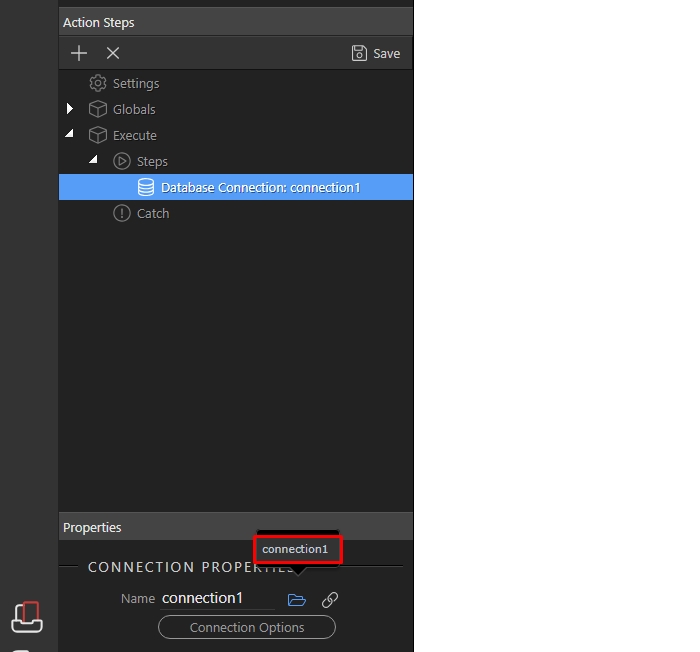 Action Steps
Save
Settings
Globals
Execute
Steps
Database Connection: connection1
Catch
Properties
connection1
CONNECTION PROPERTIES
Name connection1
Connection Options